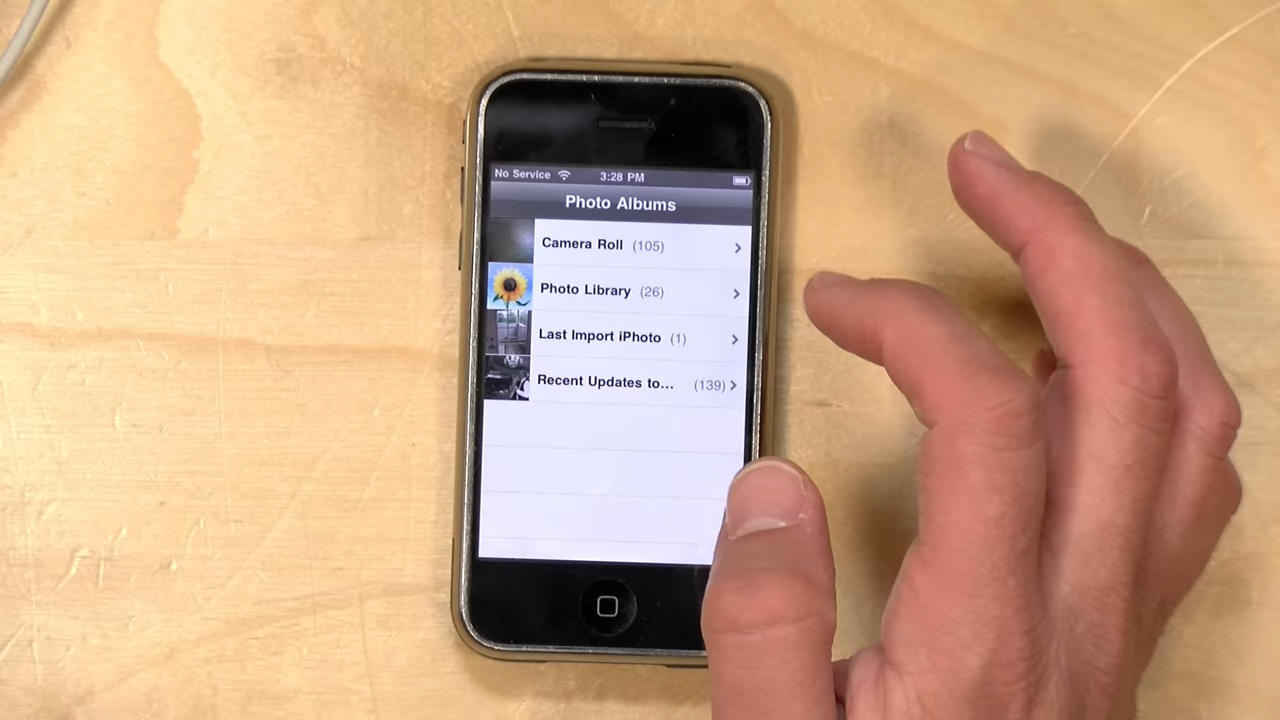 No Service 3:28 PM
Photo Albums
Camera Roll (105)
Photo Library (26)
Last Import iPhoto (1)
Recent Updates to... (139)